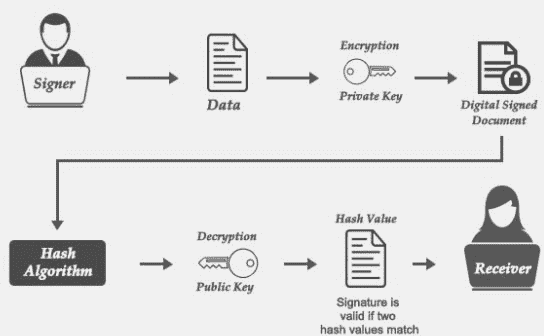 Signer
Data
Encryption
Private Key
Digital Signed
Document
Hash
Algorithm
Decryption
Public Key
Hash Value
Signature is
valid if two
hash values match
Receiver